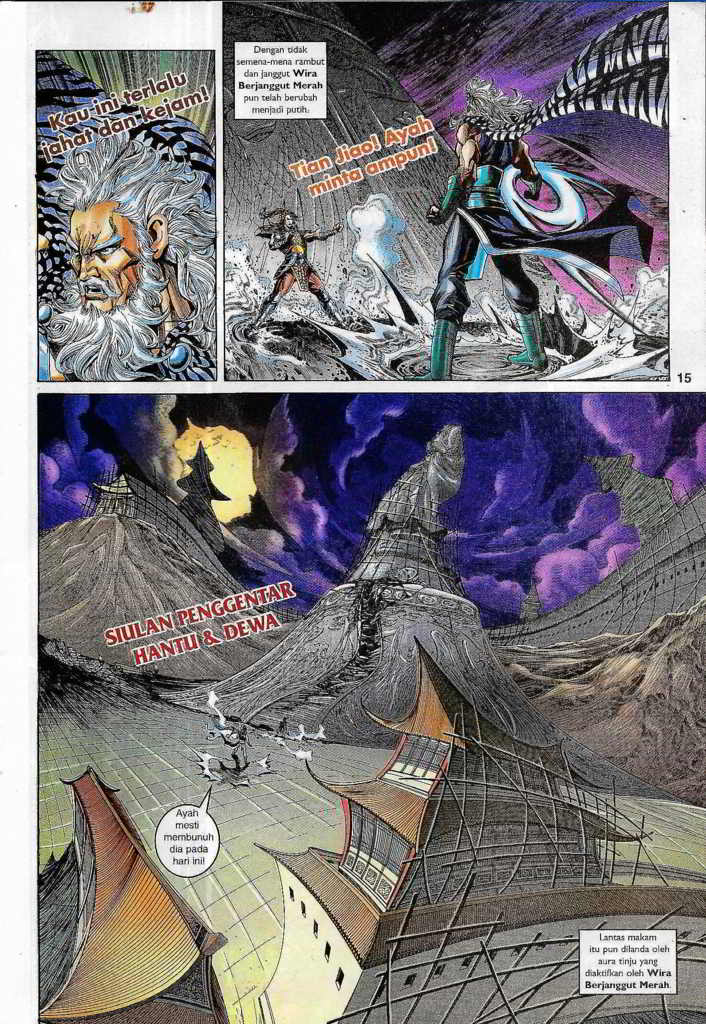 Kau ini terlalu
jahat dan kejam!
Dengan tidak
semena-mena rambut
dan janggut Wira
Berjanggut Merah
pun telah berubah
menjadi putih.
Tian Jiao! Ayah
minta ampun!
15
SIULAN PENGGENTAR
HANTU & DEWA
Ayah
mesti
membunuh
dia pada
hari ini!
Lantas makam
itu pun dilanda oleh
aura tinju yang
diaktifkan oleh Wira
Berjanggut Merah.